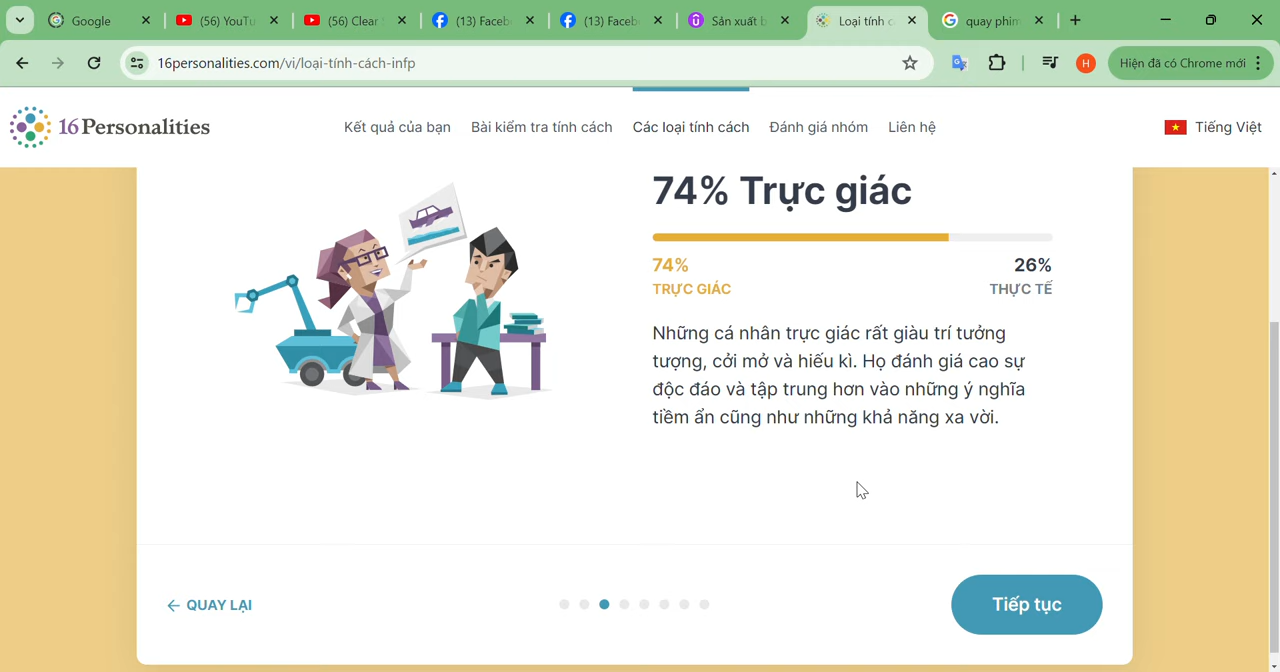 Google
(56) YouTu
(56) Clear
(13) Faceb
(13) Faceb
Sản xuất b
Loại tính c
quay phim
16personalities.com/vi/loại-tính-cách-infp
H
Hiện đã có Chrome mới
16Personalities
Kết quả của bạn
Bài kiểm tra tính cách
Các loại tính cách
Đánh giá nhóm
Liên hệ
Tiếng Việt
74% Trực giác
74%
26%
TRỰC GIÁC
THỰC TẾ
Những cá nhân trực giác rất giàu trí tưởng
tượng, cởi mở và hiếu kì. Họ đánh giá cao sự
độc đáo và tập trung hơn vào những ý nghĩa
tiềm ẩn cũng như những khả năng xa vời.
QUAY LẠI
Tiếp tục